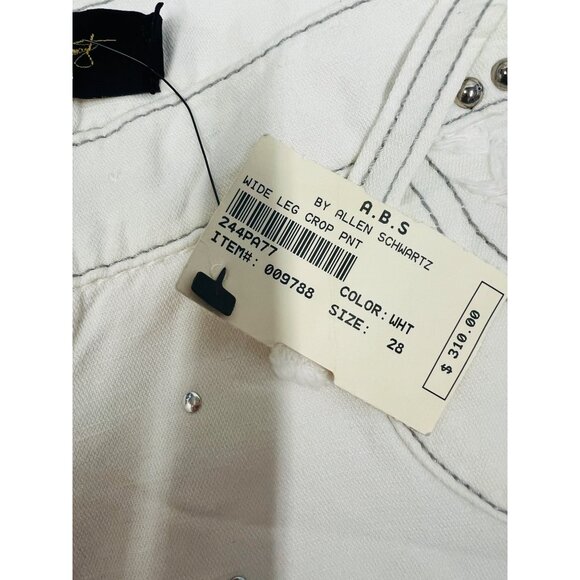 A.B.S
BY ALLEN SCHWARTZ
WIDE LEG CROP PNT
244PA77
ITEM#: 009788
COLOR: WHT
SIZE: 28
$ 310.00